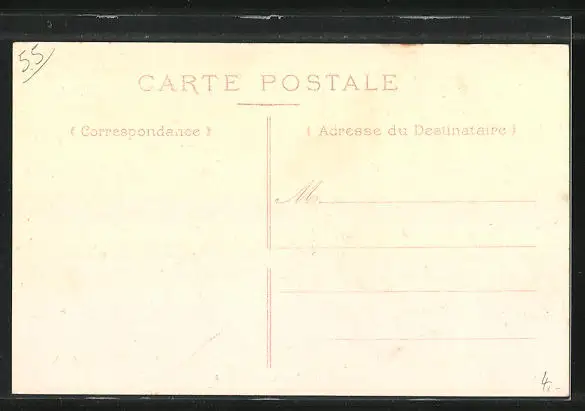 55
CARTE POSTALE
( Correspondance )
( Adresse du Destinataire )
M
4,-